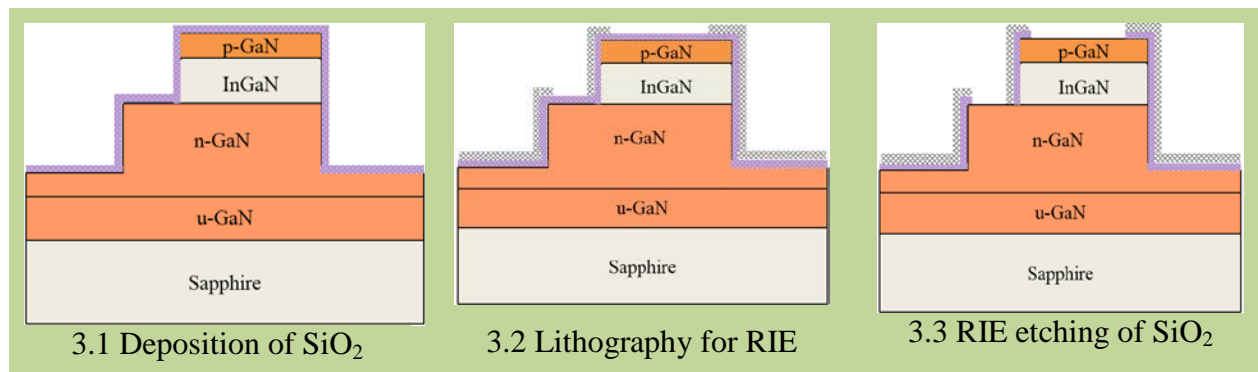 p-GaN
InGaN
n-GaN
u-GaN
Sapphire
3.1 Deposition of SiO₂
p-GaN
InGaN
n-GaN
u-GaN
Sapphire
3.2 Lithography for RIE
p-GaN
InGaN
n-GaN
u-GaN
Sapphire
3.3 RIE etching of SiO₂